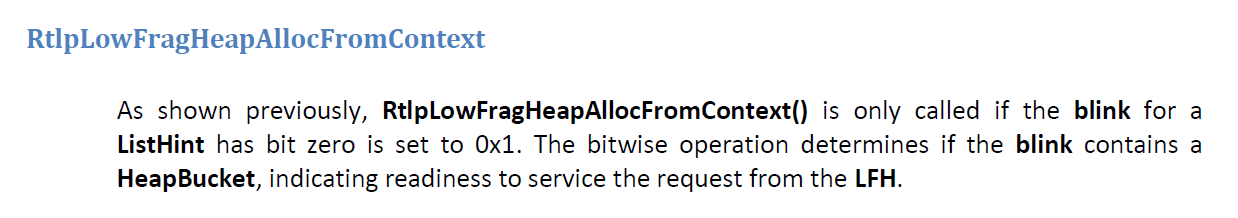 RtlpLowFragHeapAllocFromContext
As shown previously, RtlpLowFragHeapAllocFromContext() is only called if the blink for a
ListHint has bit zero is set to 0x1. The bitwise operation determines if the blink contains a
HeapBucket, indicating readiness to service the request from the LFH.